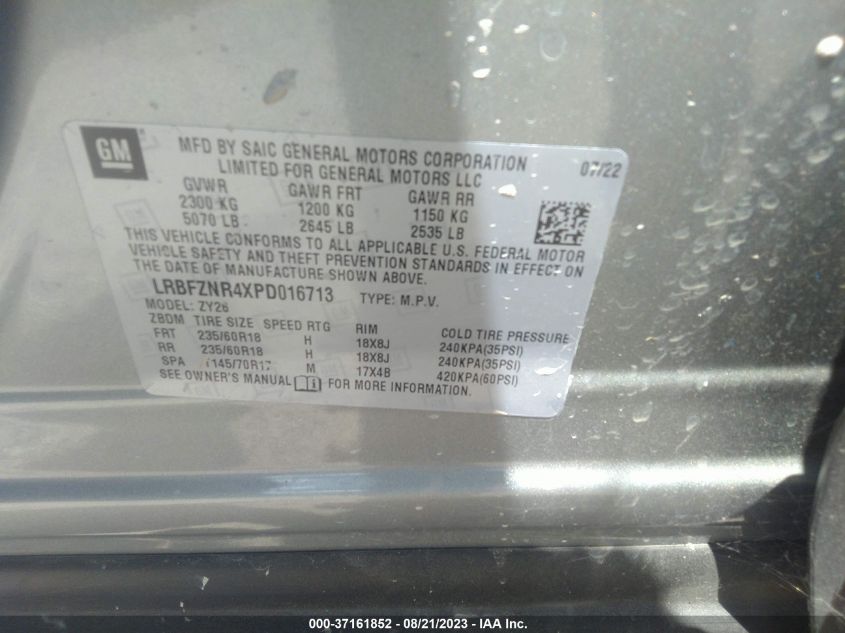 GM
MFD BY SAIC GENERAL MOTORS CORPORATION 07/22
LIMITED FOR GENERAL MOTORS LLC
GVWR GAWR FRT GAWR RR
2300 KG 1200 KG 1150 KG
5070 LB 2645 LB 2535 LB
THIS VEHICLE CONFORMS TO ALL APPLICABLE U.S. FEDERAL MOTOR
VEHICLE SAFETY AND THEFT PREVENTION STANDARDS IN EFFECT ON
THE DATE OF MANUFACTURE SHOWN ABOVE.
LRBFZNR4XPD016713 TYPE: M.P.V.
MODEL: ZY26
ZBDM TIRE SIZE SPEED RTG RIM COLD TIRE PRESSURE
FRT 235/60R18 H 18X8J 240KPA(35PSI)
RR 235/60R18 H 18X8J 240KPA(35PSI)
SPA T145/70R17 M 17X4B 420KPA(60PSI)
SEE OWNER'S MANUAL FOR MORE INFORMATION.
000-37161852 - 08/21/2023 - IAA Inc.